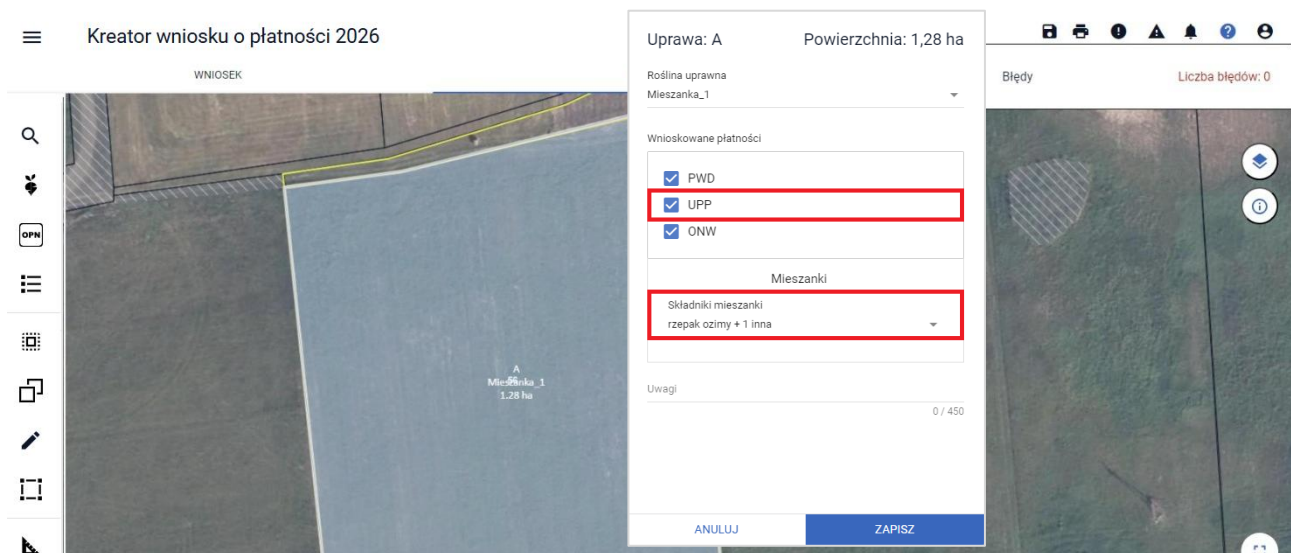 Kreator wniosku o płatności 2026
WNIOSEK
OPN
A
Mieszanka_1
1.28 ha
Uprawa: A Powierzchnia: 1,28 ha
Roślina uprawna
Mieszanka_1
Wnioskowane płatności
PWD
UPP
ONW
Mieszanki
Składniki mieszanki
rzepak ozimy + 1 inna
Uwagi
0 / 450
ANULUJ ZAPISZ
Błędy Liczba błędów: 0